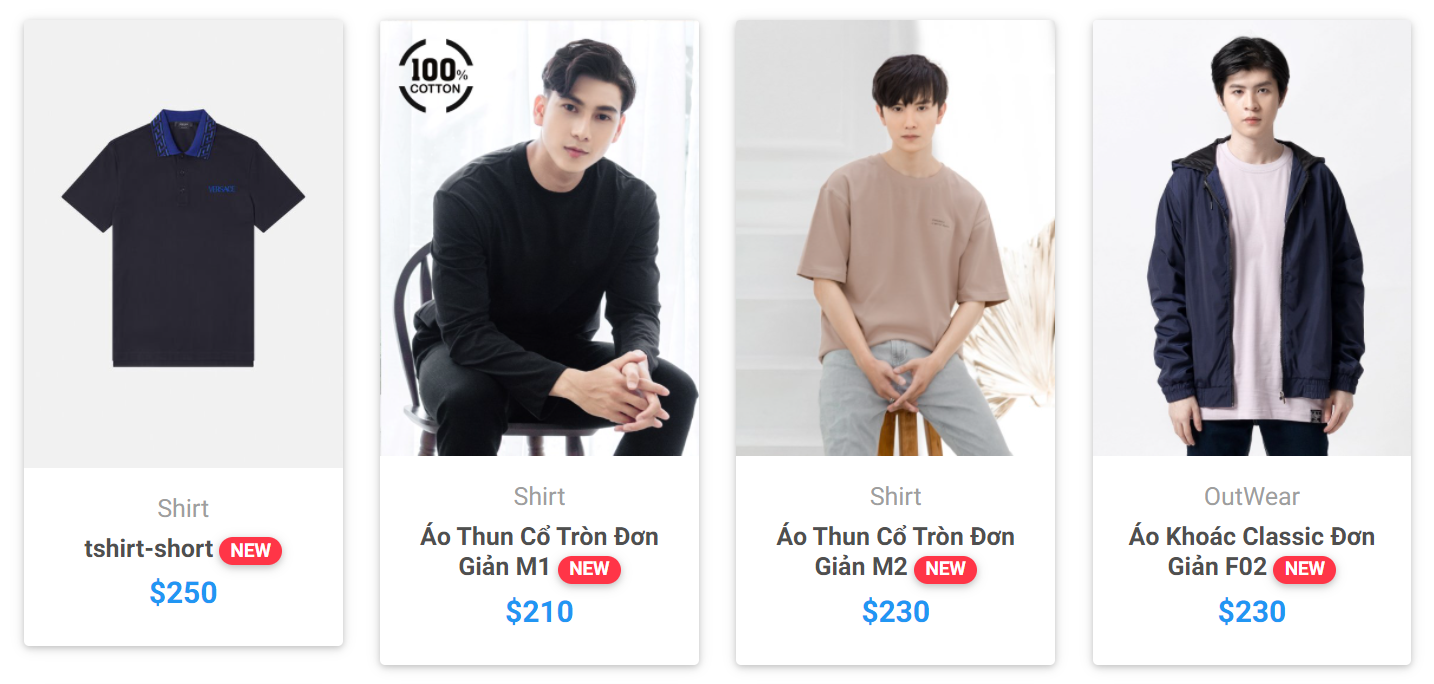 VERSACE
Shirt
tshirt-short NEW
$250
100%
COTTON
Shirt
Áo Thun Cổ Tròn Đơn
Giản M1 NEW
$210
Shirt
Áo Thun Cổ Tròn Đơn
Giản M2 NEW
$230
OutWear
Áo Khoác Classic Đơn
Giản F02 NEW
$230